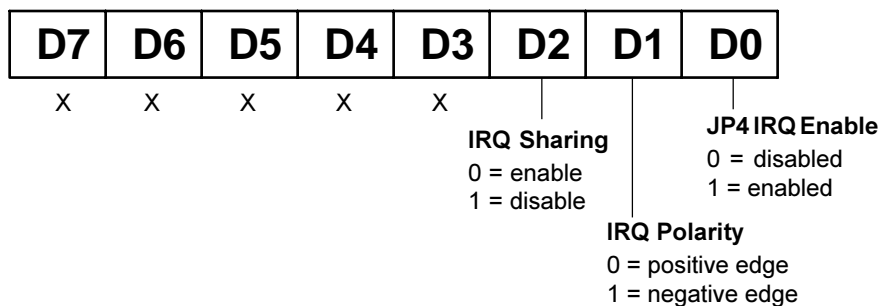 D7 D6 D5 D4 D3 D2 D1 D0
X X X X X
IRQ Sharing
0 = enable
1 = disable
JP4 IRQ Enable
0 = disabled
1 = enabled
IRQ Polarity
0 = positive edge
1 = negative edge